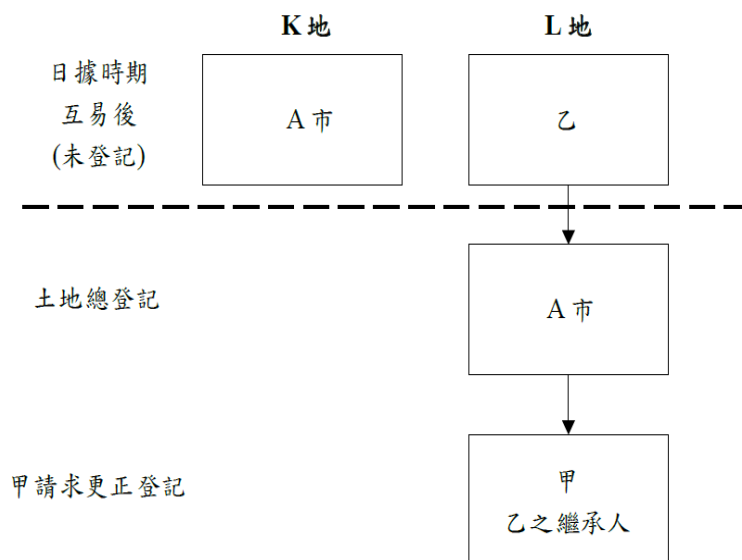 K 地
L 地
日據時期
互易後
(未登記)
A 市
乙
土地總登記
A 市
甲請求更正登記
甲
乙之繼承人